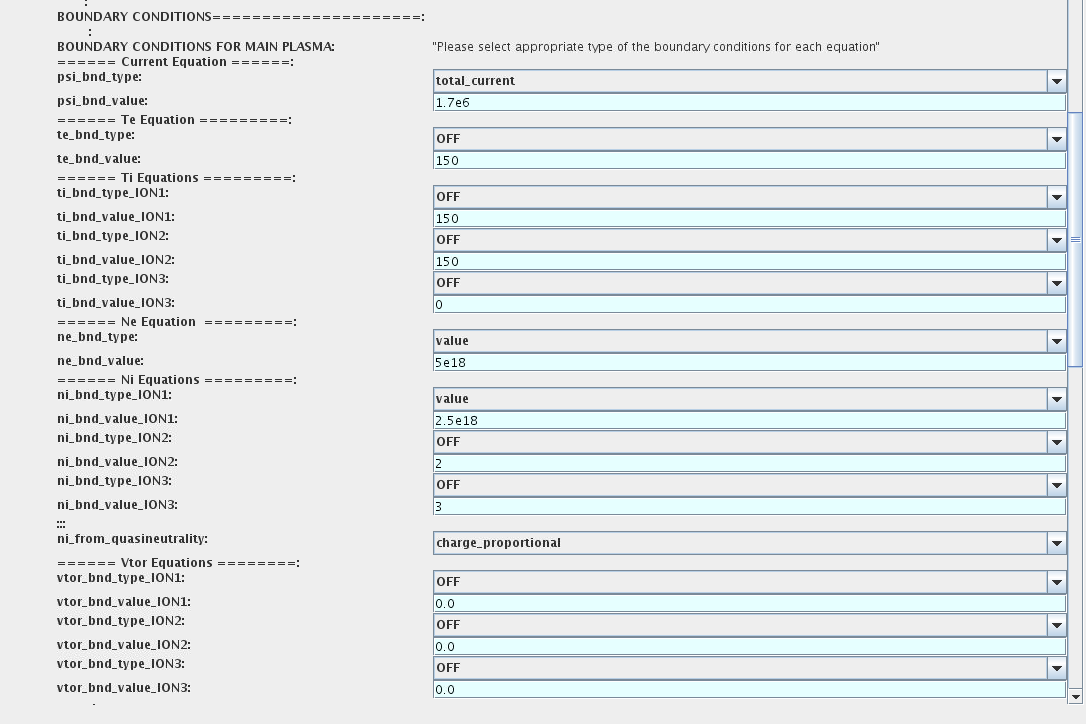 :
BOUNDARY CONDITIONS=====================:
:
BOUNDARY CONDITIONS FOR MAIN PLASMA: "Please select appropriate type of the boundary conditions for each equation"
====== Current Equation ======:
psi_bnd_type: total_current
psi_bnd_value: 1.7e6
====== Te Equation =========:
te_bnd_type: OFF
te_bnd_value: 150
====== Ti Equations =========:
ti_bnd_type_ION1: OFF
ti_bnd_value_ION1: 150
ti_bnd_type_ION2: OFF
ti_bnd_value_ION2: 150
ti_bnd_type_ION3: OFF
ti_bnd_value_ION3: 0
====== Ne Equation =========:
ne_bnd_type: value
ne_bnd_value: 5e18
====== Ni Equations =========:
ni_bnd_type_ION1: value
ni_bnd_value_ION1: 2.5e18
ni_bnd_type_ION2: OFF
ni_bnd_value_ION2: 2
ni_bnd_type_ION3: OFF
ni_bnd_value_ION3: 3
:::
ni_from_quasineutrality: charge_proportional
====== Vtor Equations ========:
vtor_bnd_type_ION1: OFF
vtor_bnd_value_ION1: 0.0
vtor_bnd_type_ION2: OFF
vtor_bnd_value_ION2: 0.0
vtor_bnd_type_ION3: OFF
vtor_bnd_value_ION3: 0.0